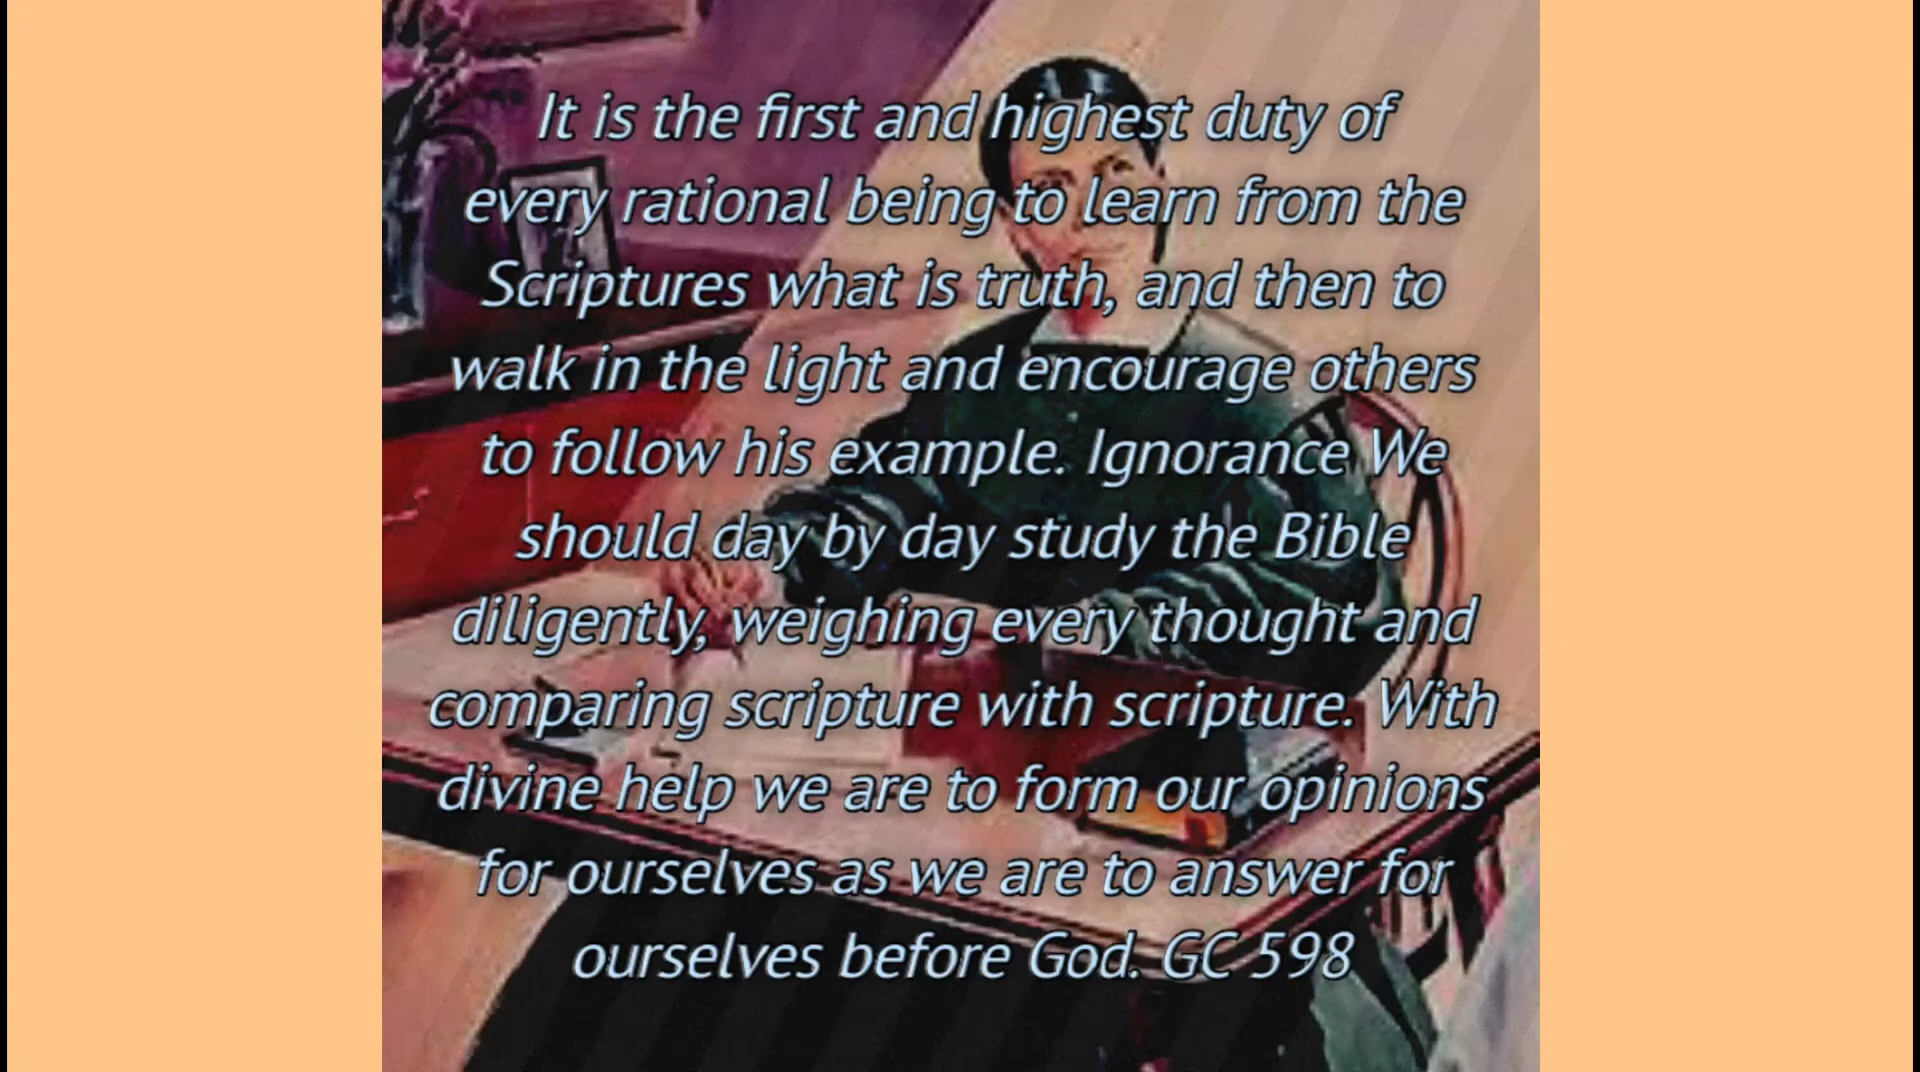 It is the first and highest duty of
every rational being to learn from the
Scriptures what is truth, and then to
walk in the light and encourage others
to follow his example. Ignorance We
should day by day study the Bible
diligently, weighing every thought and
comparing scripture with scripture. With
divine help we are to form our opinions
for ourselves as we are to answer for
ourselves before God. GC 598